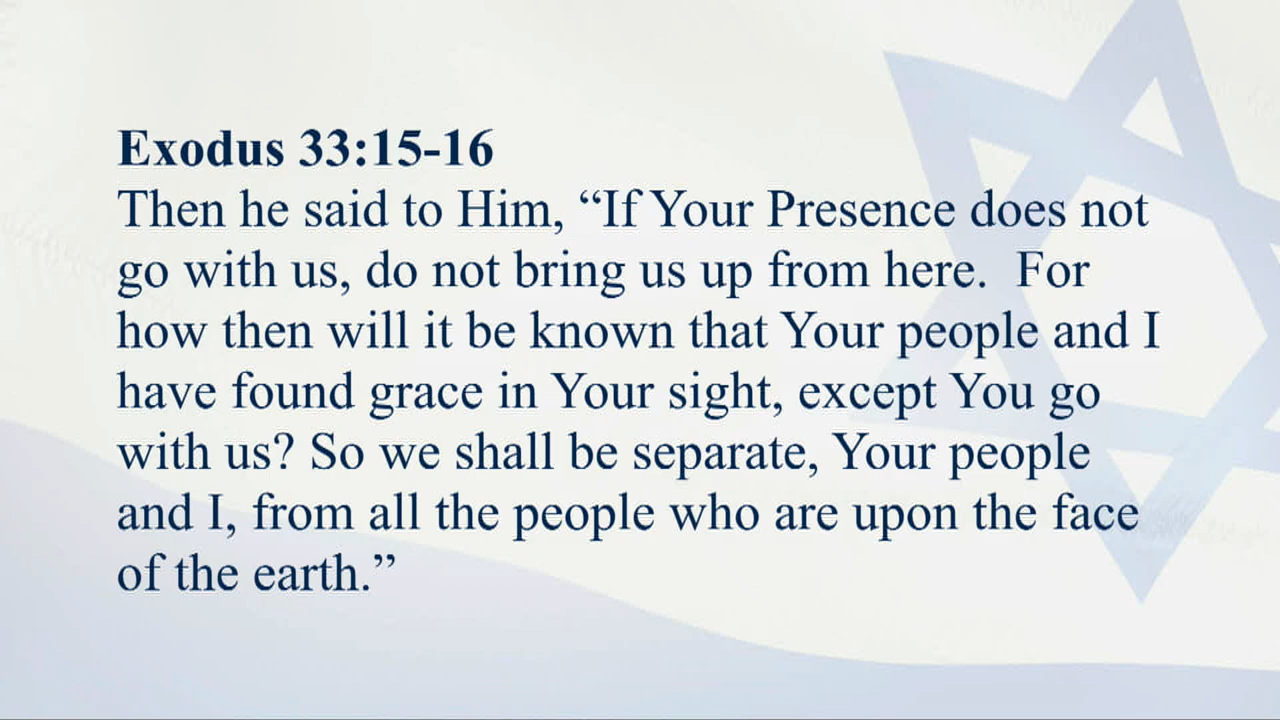 Exodus 33:15-16
Then he said to Him, “If Your Presence does not
go with us, do not bring us up from here.  For
how then will it be known that Your people and I
have found grace in Your sight, except You go
with us? So we shall be separate, Your people
and I, from all the people who are upon the face
of the earth.”